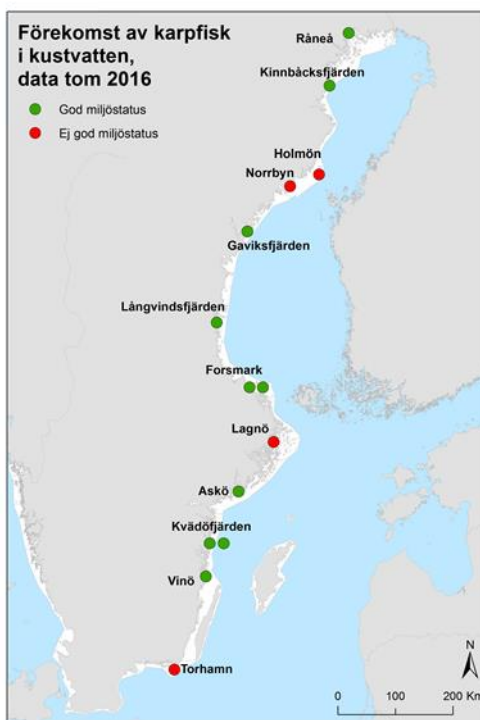 Förekomst av karpfisk
i kustvatten,
data tom 2016
God miljöstatus
Ej god miljöstatus
Råneå
Kinnbäcksfjärden
Holmön
Norrbyn
Gaviksfjärden
Långvindsfjärden
Forsmark
Lagnö
Askö
Kvädöfjärden
Vinö
Torhamn
N
0 100 200 Km